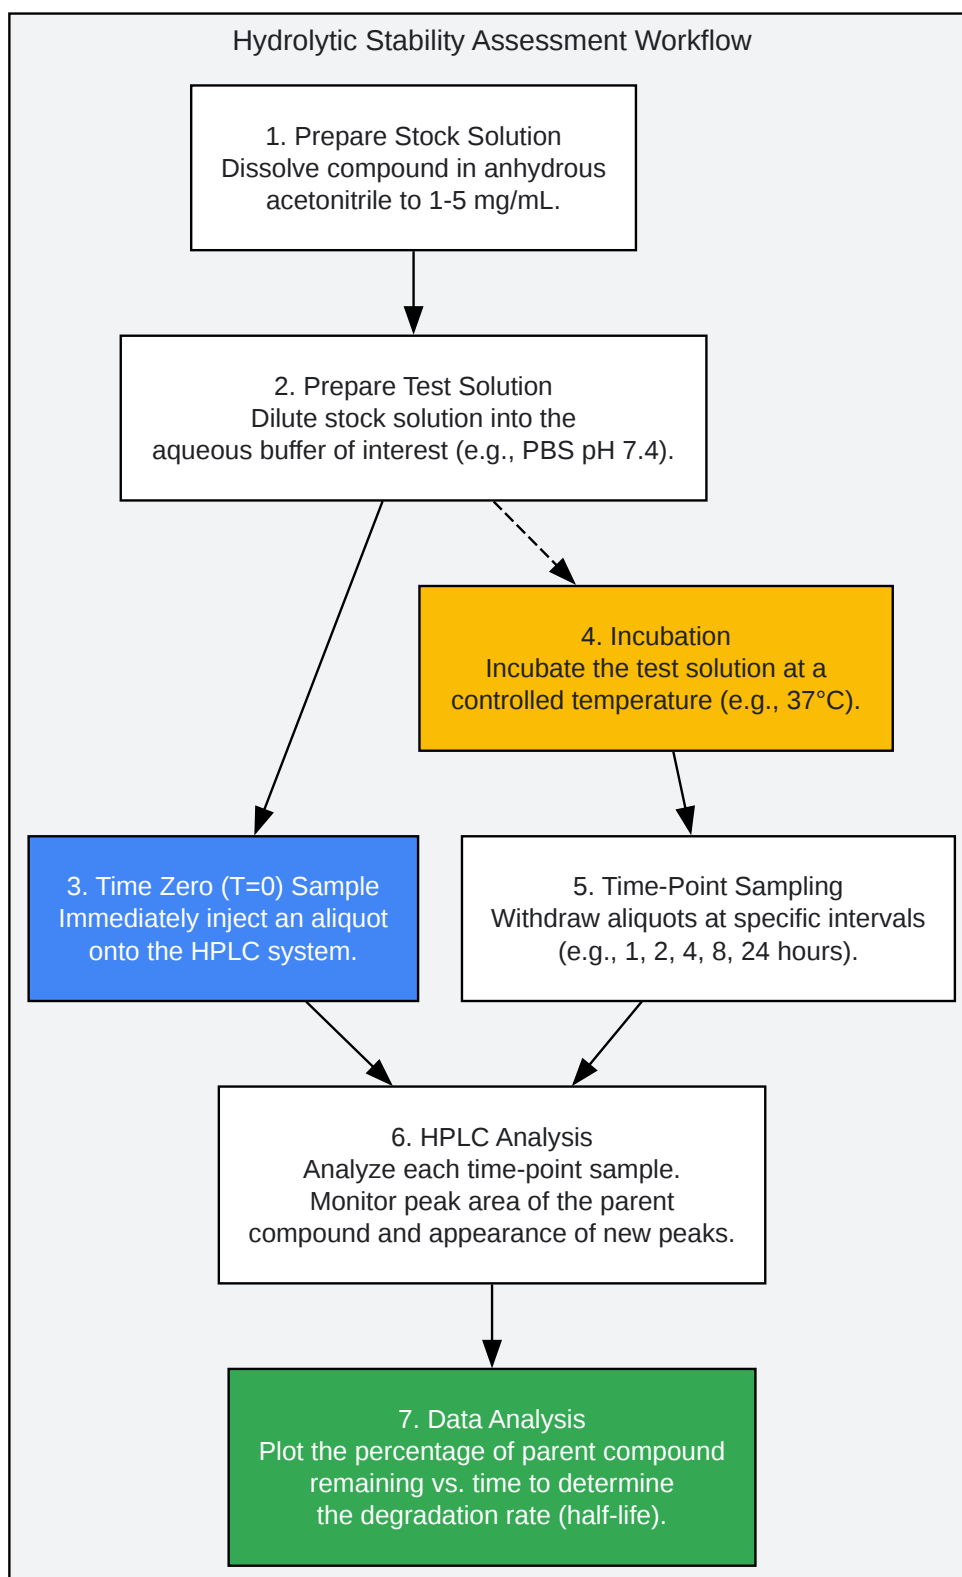 Hydrolytic Stability Assessment Workflow
1. Prepare Stock Solution
Dissolve compound in anhydrous
acetonitrile to 1-5 mg/mL.
2. Prepare Test Solution
Dilute stock solution into the
aqueous buffer of interest (e.g., PBS pH 7.4).
4. Incubation
Incubate the test solution at a
controlled temperature (e.g., 37°C).
3. Time Zero (T=0) Sample
Immediately inject an aliquot
onto the HPLC system.
5. Time-Point Sampling
Withdraw aliquots at specific intervals
(e.g., 1, 2, 4, 8, 24 hours).
6. HPLC Analysis
Analyze each time-point sample.
Monitor peak area of the parent
compound and appearance of new peaks.
7. Data Analysis
Plot the percentage of parent compound
remaining vs. time to determine
the degradation rate (half-life).